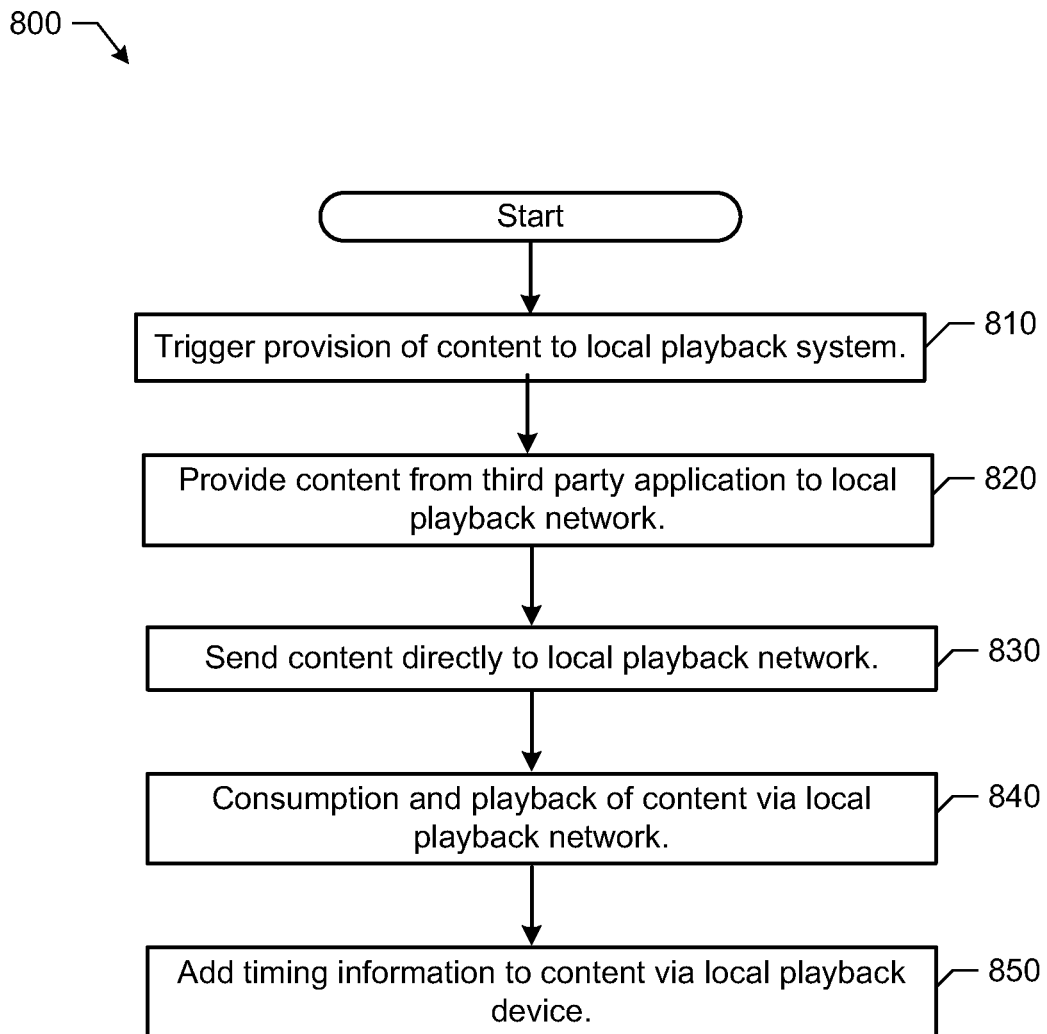 800
Start
Trigger provision of content to local playback system.
810
Provide content from third party application to local
playback network.
820
Send content directly to local playback network.
830
Consumption and playback of content via local
playback network.
840
Add timing information to content via local playback
device.
850